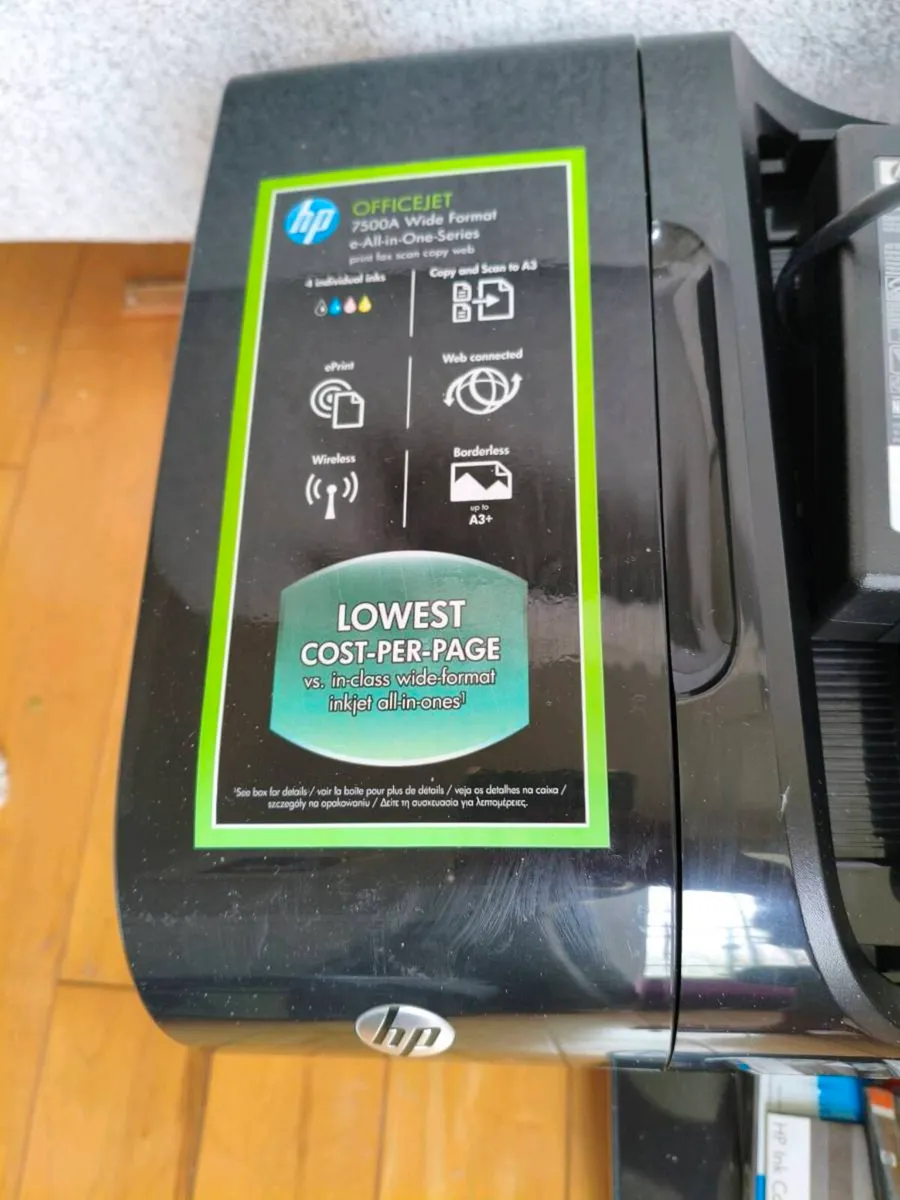 hp
OFFICEJET
7500A Wide Format
e-All-in-One-Series
print fax scan copy web
4 individual inks
Copy and Scan to A3
ePrint
Web connected
Wireless
Borderless
up to
A3+
LOWEST
COST-PER-PAGE
vs. in-class wide-format
inkjet all-in-ones¹
¹See box for details / voir la boîte pour plus de détails / veja os detalhes na caixa /
szczegóły na opakowaniu / Δείτε τη συσκευασία για λεπτομέρειες.
hp
HP Ink C